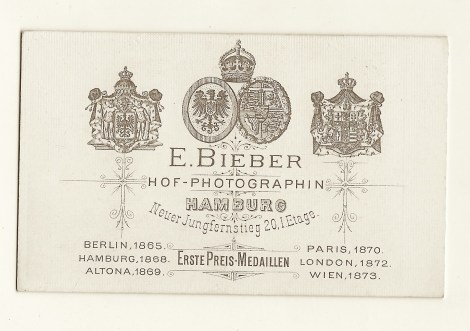 E. BIEBER
HOF-PHOTOGRAPHIN
HAMBURG
Neuer Jungfernstieg 20, I Etage.
BERLIN, 1865.
HAMBURG, 1868.
ALTONA, 1869.
ERSTE PREIS-MEDAILLEN
PARIS, 1870.
LONDON, 1872.
WIEN, 1873.